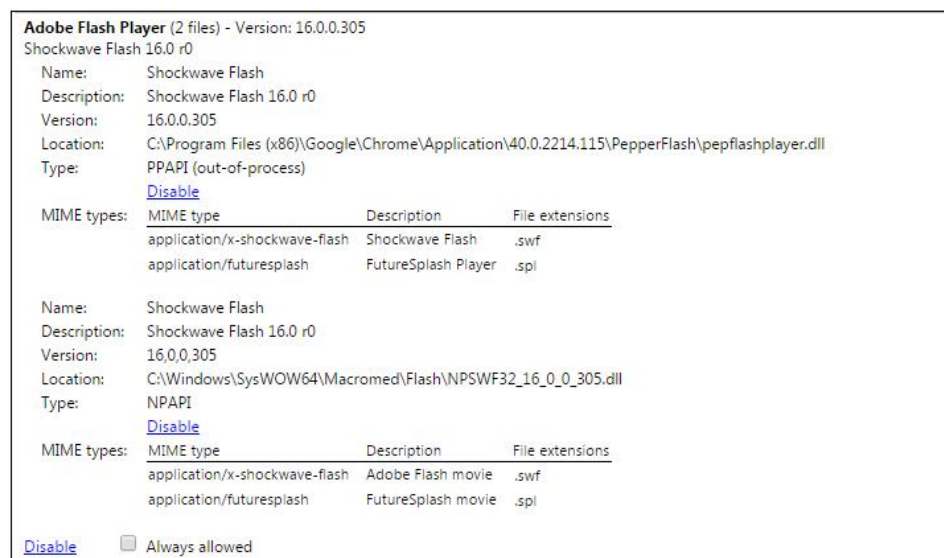 Adobe Flash Player (2 files) - Version: 16.0.0.305
Shockwave Flash 16.0 r0
Name: Shockwave Flash
Description: Shockwave Flash 16.0 r0
Version: 16.0.0.305
Location: C:\Program Files (x86)\Google\Chrome\Application\40.0.2214.115\PepperFlash\pepflashplayer.dll
Type: PPAPI (out-of-process)
Disable
MIME types: MIME type Description File extensions
application/x-shockwave-flash Shockwave Flash .swf
application/futuresplash FutureSplash Player .spl
Name: Shockwave Flash
Description: Shockwave Flash 16.0 r0
Version: 16,0,0,305
Location: C:\Windows\SysWOW64\Macromed\Flash\NPSWF32_16_0_0_305.dll
Type: NPAPI
Disable
MIME types: MIME type Description File extensions
application/x-shockwave-flash Adobe Flash movie .swf
application/futuresplash FutureSplash movie .spl
Disable Always allowed